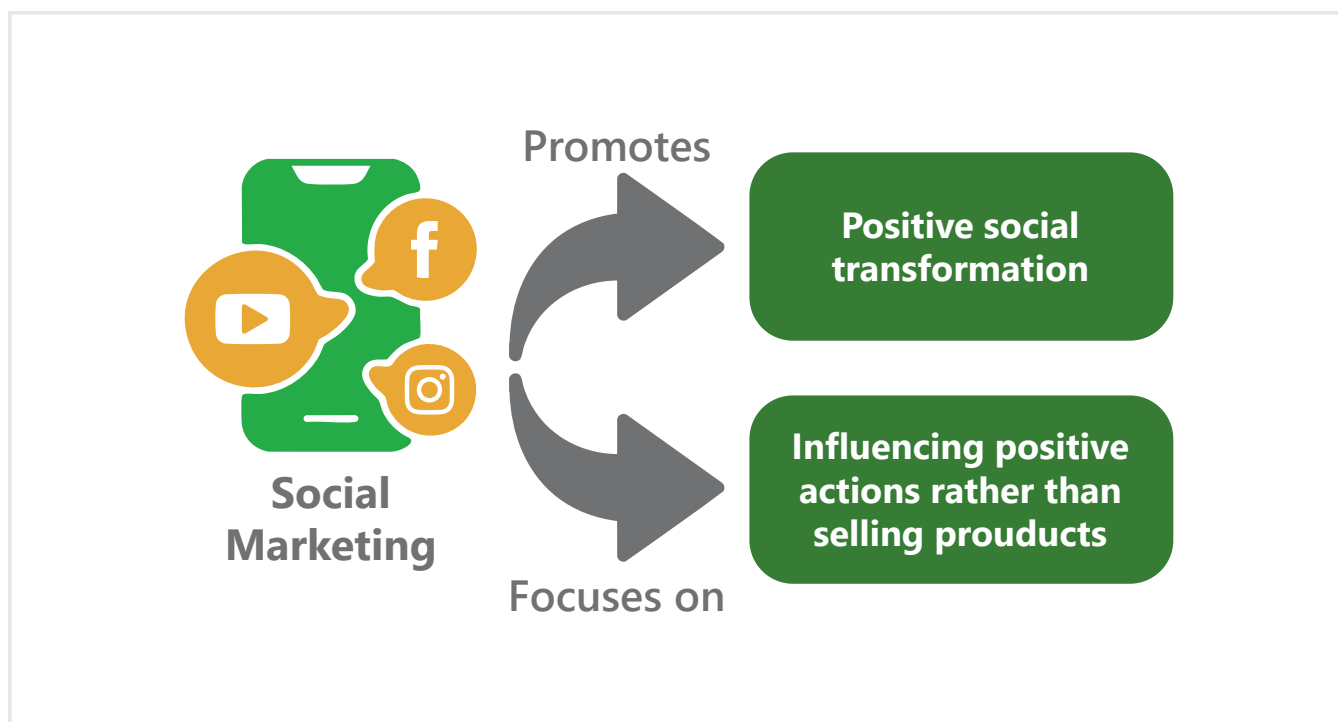 Promotes
Positive social
transformation
f
Social
Marketing
Influencing positive
actions rather than
selling prouducts
Focuses on